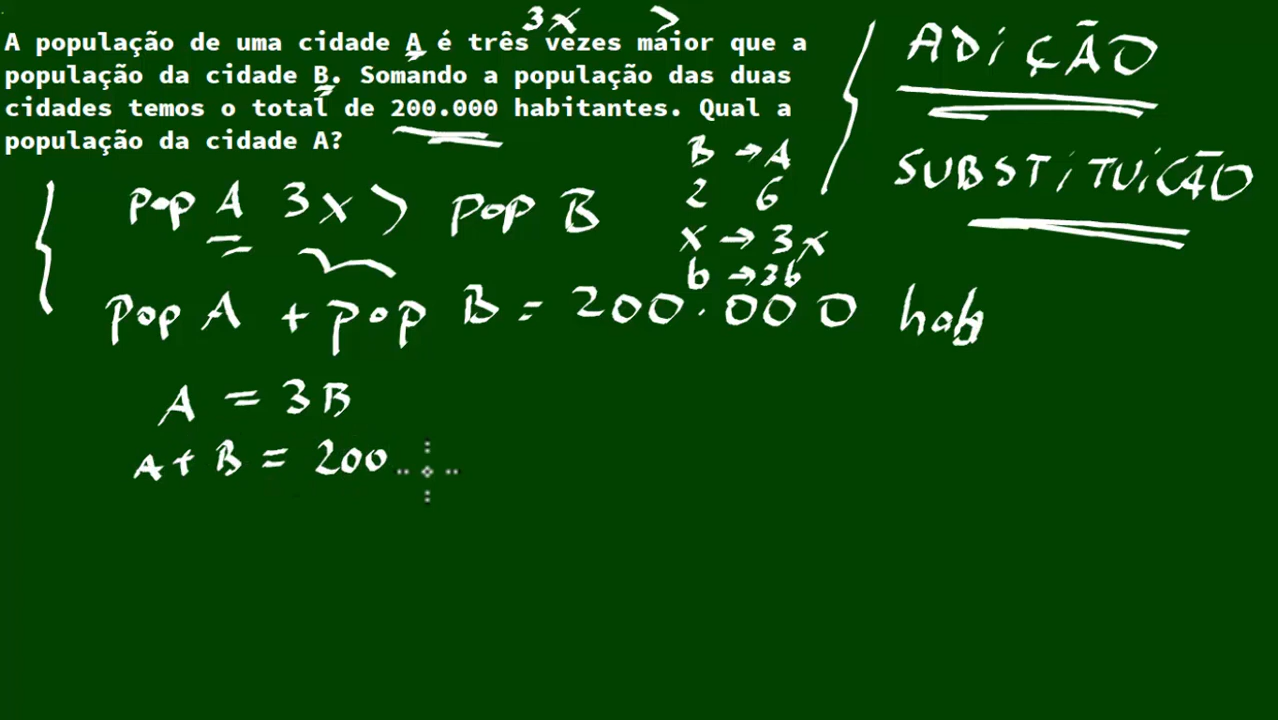 3x >
A população de uma cidade A é três vezes maior que a
população da cidade B. Somando a população das duas
cidades temos o total de 200.000 habitantes. Qual a
população da cidade A?
ADIÇÃO
SUBSTITUIÇÃO
B → A
2 6
x → 3x
b → 3b
pop A 3x > pop B
pop A + pop B = 200.000 hab
A = 3B
A + B = 200